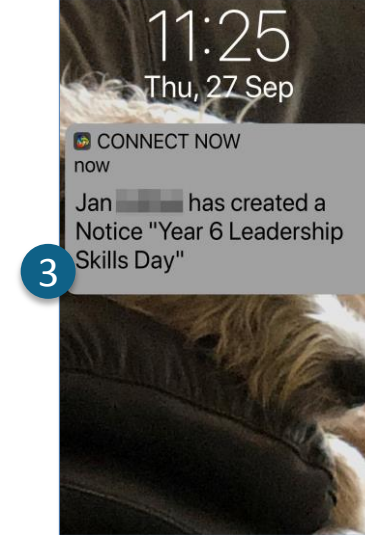 11:25
Thu, 27 Sep
CONNECT NOW
now
Jan has created a
Notice "Year 6 Leadership
Skills Day"
3